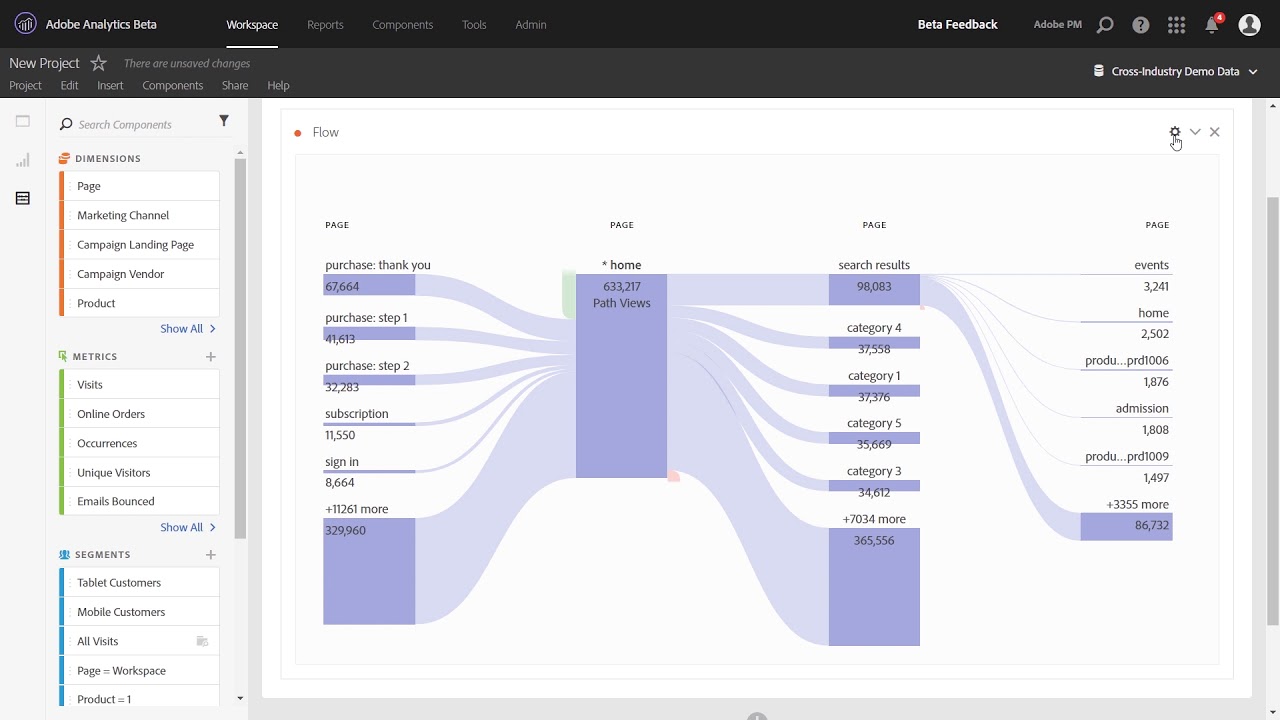 Adobe Analytics Beta
Workspace Reports Components Tools Admin
Beta Feedback Adobe PM 4
New Project There are unsaved changes
Project Edit Insert Components Share Help
Cross-Industry Demo Data
Search Components
DIMENSIONS
Page
Marketing Channel
Campaign Landing Page
Campaign Vendor
Product
Show All
METRICS
Visits
Online Orders
Occurrences
Unique Visitors
Emails Bounced
Show All
SEGMENTS
Tablet Customers
Mobile Customers
All Visits
Page = Workspace
Product = 1
Flow
PAGE
purchase: thank you
67,664
purchase: step 1
41,613
purchase: step 2
32,283
subscription
11,550
sign in
8,664
+11261 more
329,960
PAGE
* home
633,217
Path Views
PAGE
search results
98,083
category 4
37,558
category 1
37,376
category 5
35,669
category 3
34,612
+7034 more
365,556
PAGE
events
3,241
home
2,502
produ...prd1006
1,876
admission
1,808
produ...prd1009
1,497
+3355 more
86,732